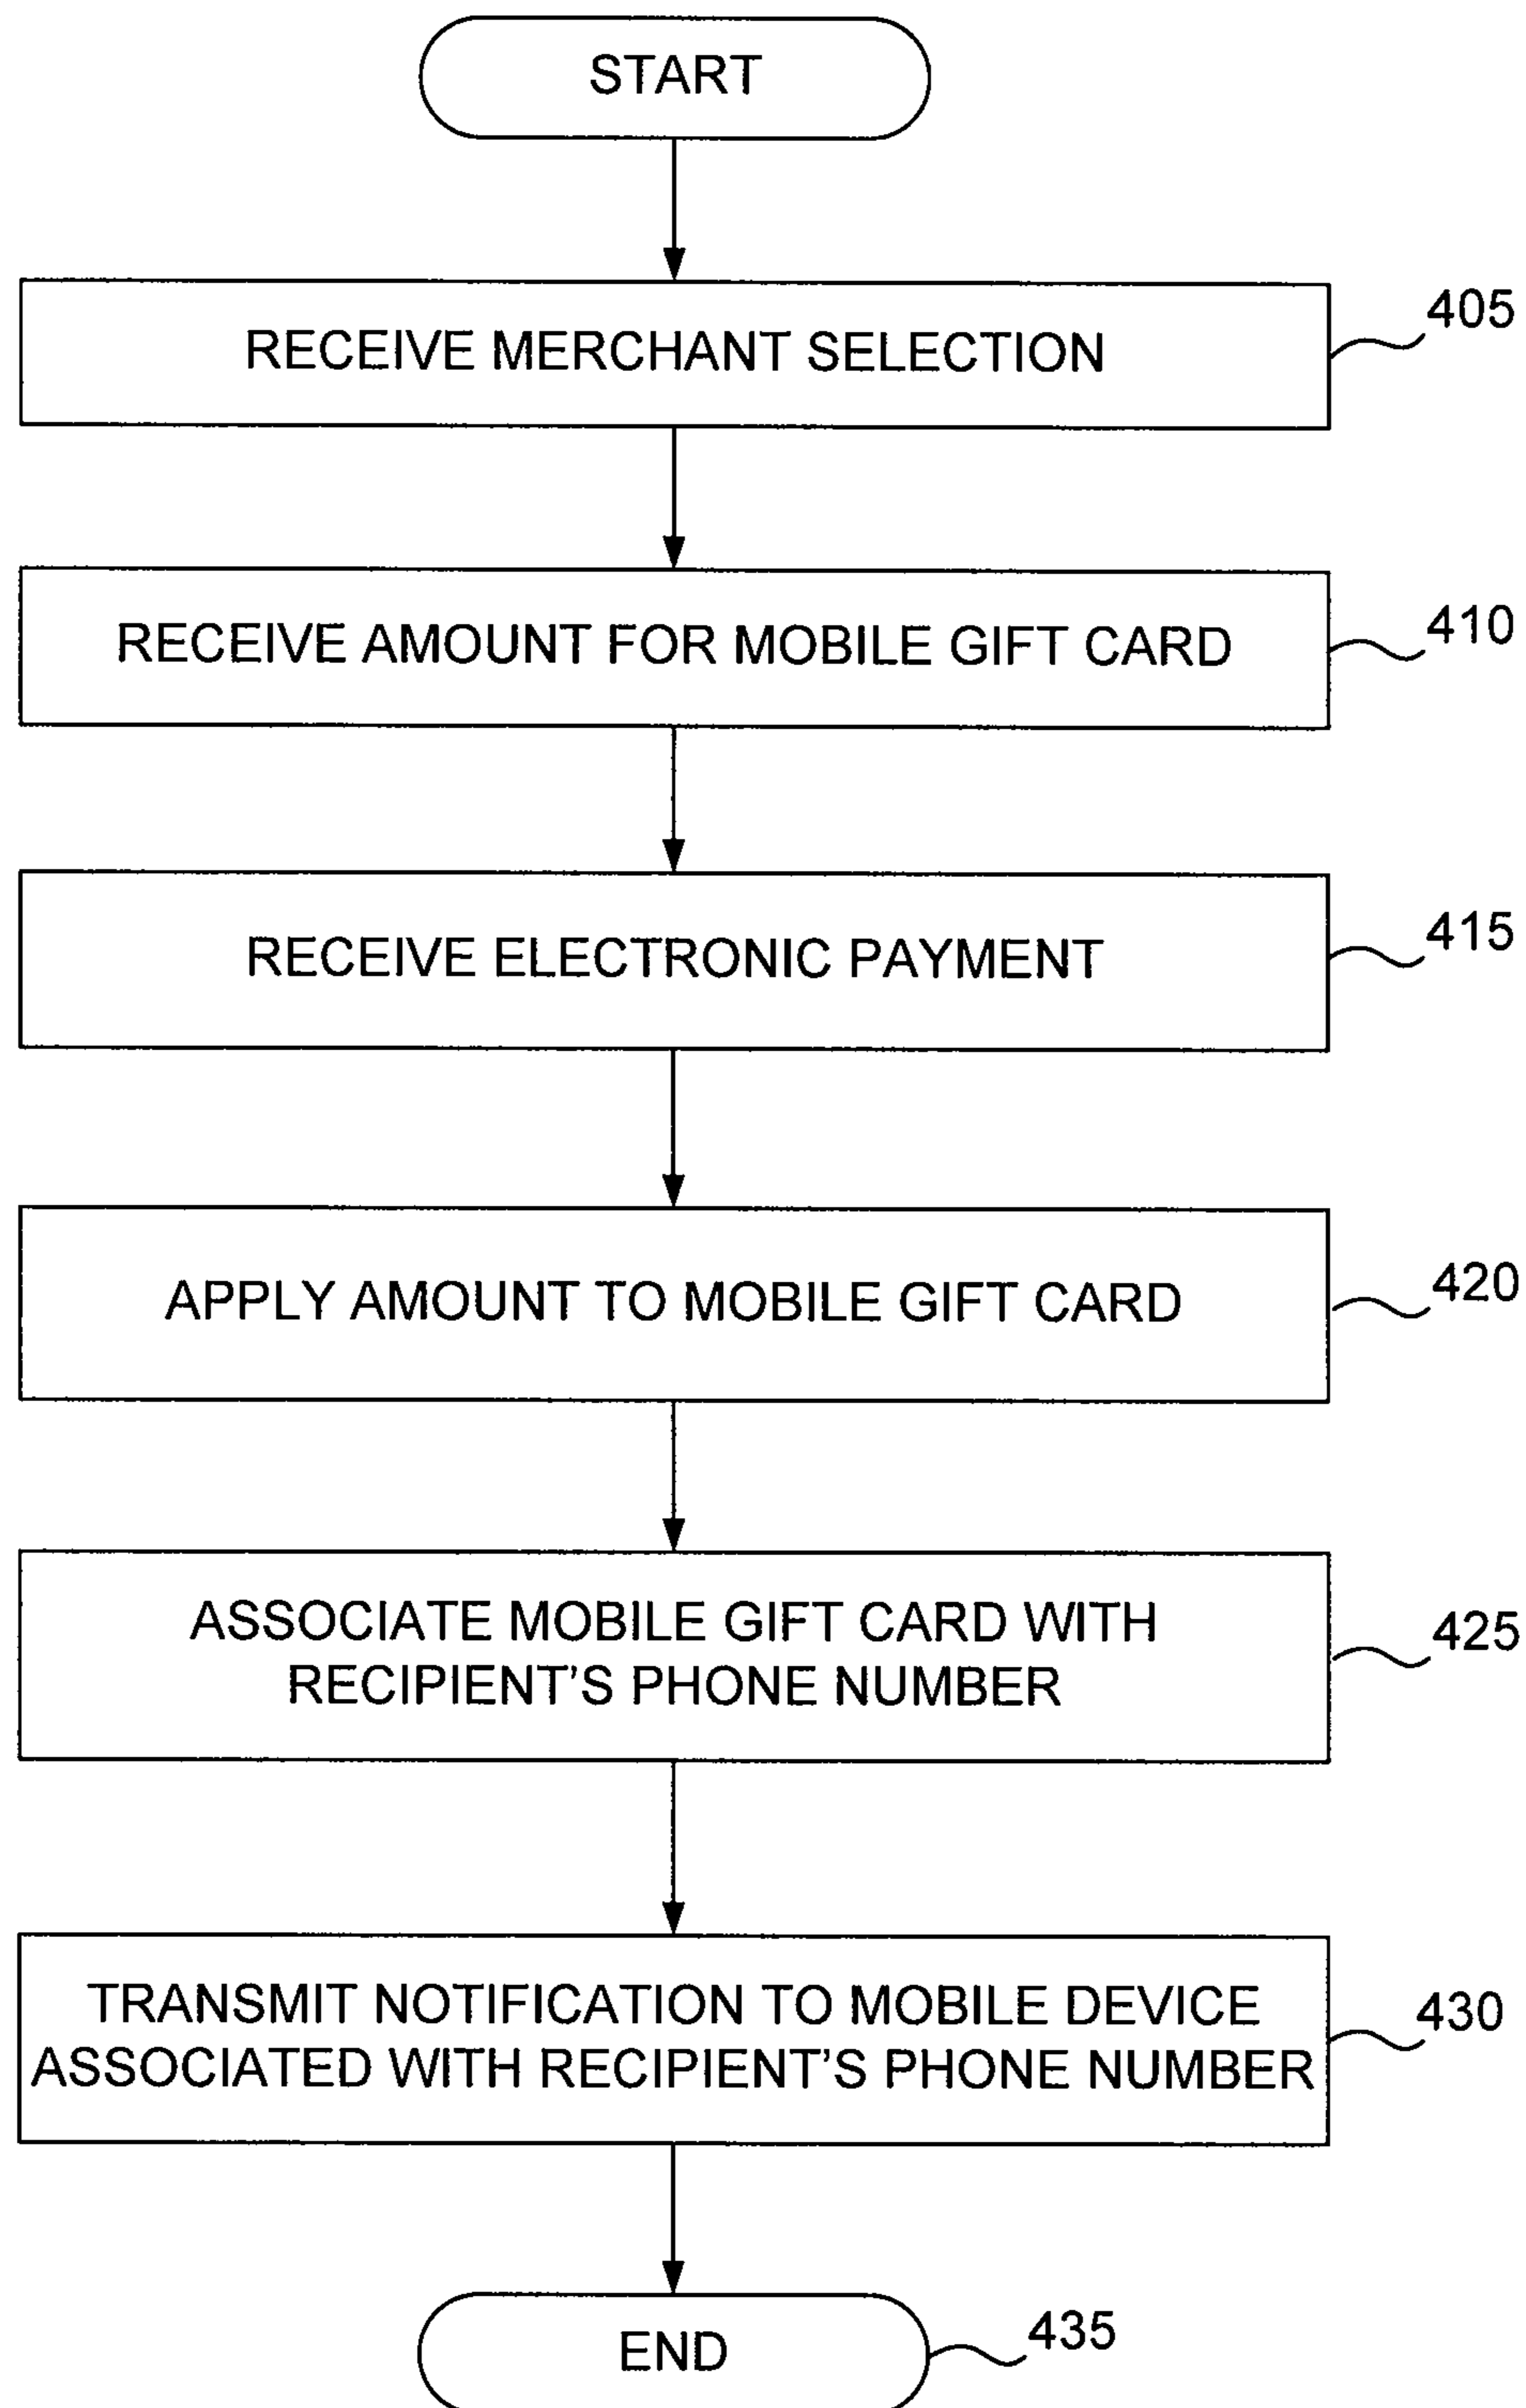 START
RECEIVE MERCHANT SELECTION
405
RECEIVE AMOUNT FOR MOBILE GIFT CARD
410
RECEIVE ELECTRONIC PAYMENT
415
APPLY AMOUNT TO MOBILE GIFT CARD
420
ASSOCIATE MOBILE GIFT CARD WITH
RECIPIENT'S PHONE NUMBER
425
TRANSMIT NOTIFICATION TO MOBILE DEVICE
ASSOCIATED WITH RECIPIENT'S PHONE NUMBER
430
END
435